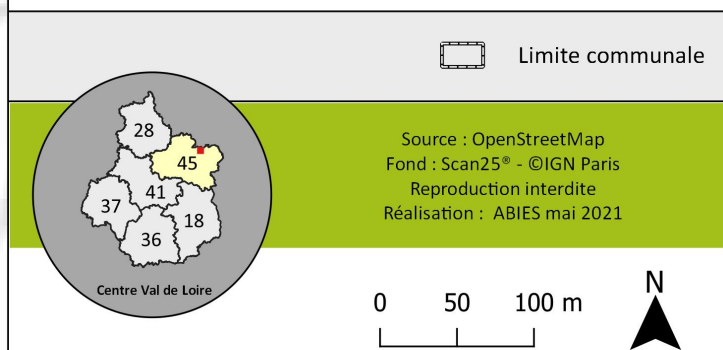 Limite communale
28
45
41
37
18
36
Centre Val de Loire
Source : OpenStreetMap
Fond : Scan25® - ©IGN Paris
Reproduction interdite
Réalisation : ABIES mai 2021
0 50 100 m
N